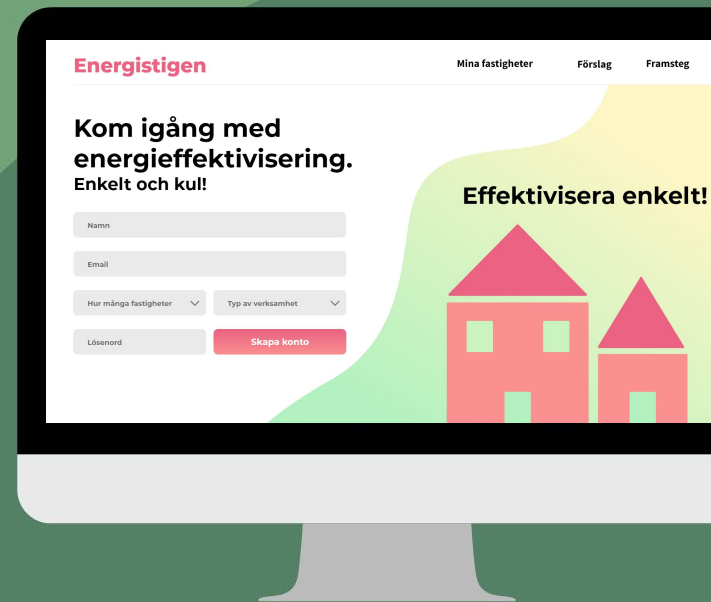 Energistigen
Mina fastigheter
Förslag
Framsteg
Kom igång med
energieffektivisering.
Enkelt och kul!
Namn
Email
Hur många fastigheter
Typ av verksamhet
Lösenord
Skapa konto
Effektivisera enkelt!